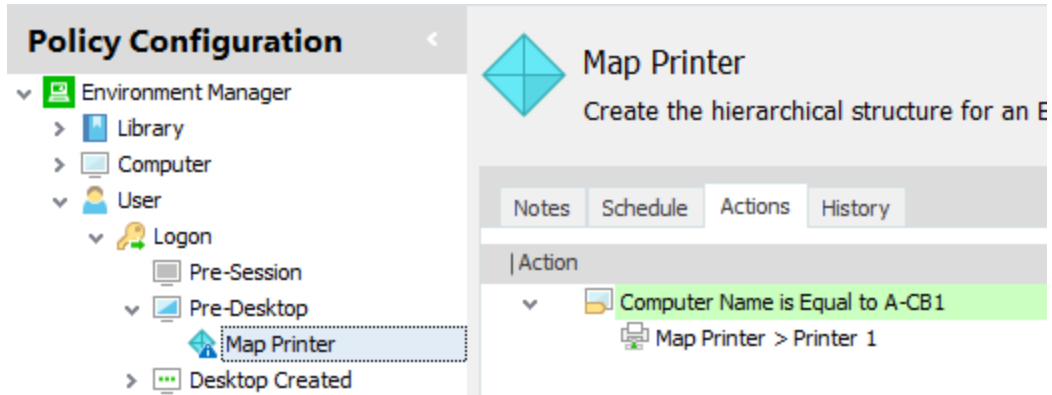 Policy Configuration
Environment Manager
Library
Computer
User
Logon
Pre-Session
Pre-Desktop
Map Printer
Desktop Created
Map Printer
Create the hierarchical structure for an E
Notes Schedule Actions History
Action
Computer Name is Equal to A-CB1
Map Printer > Printer 1